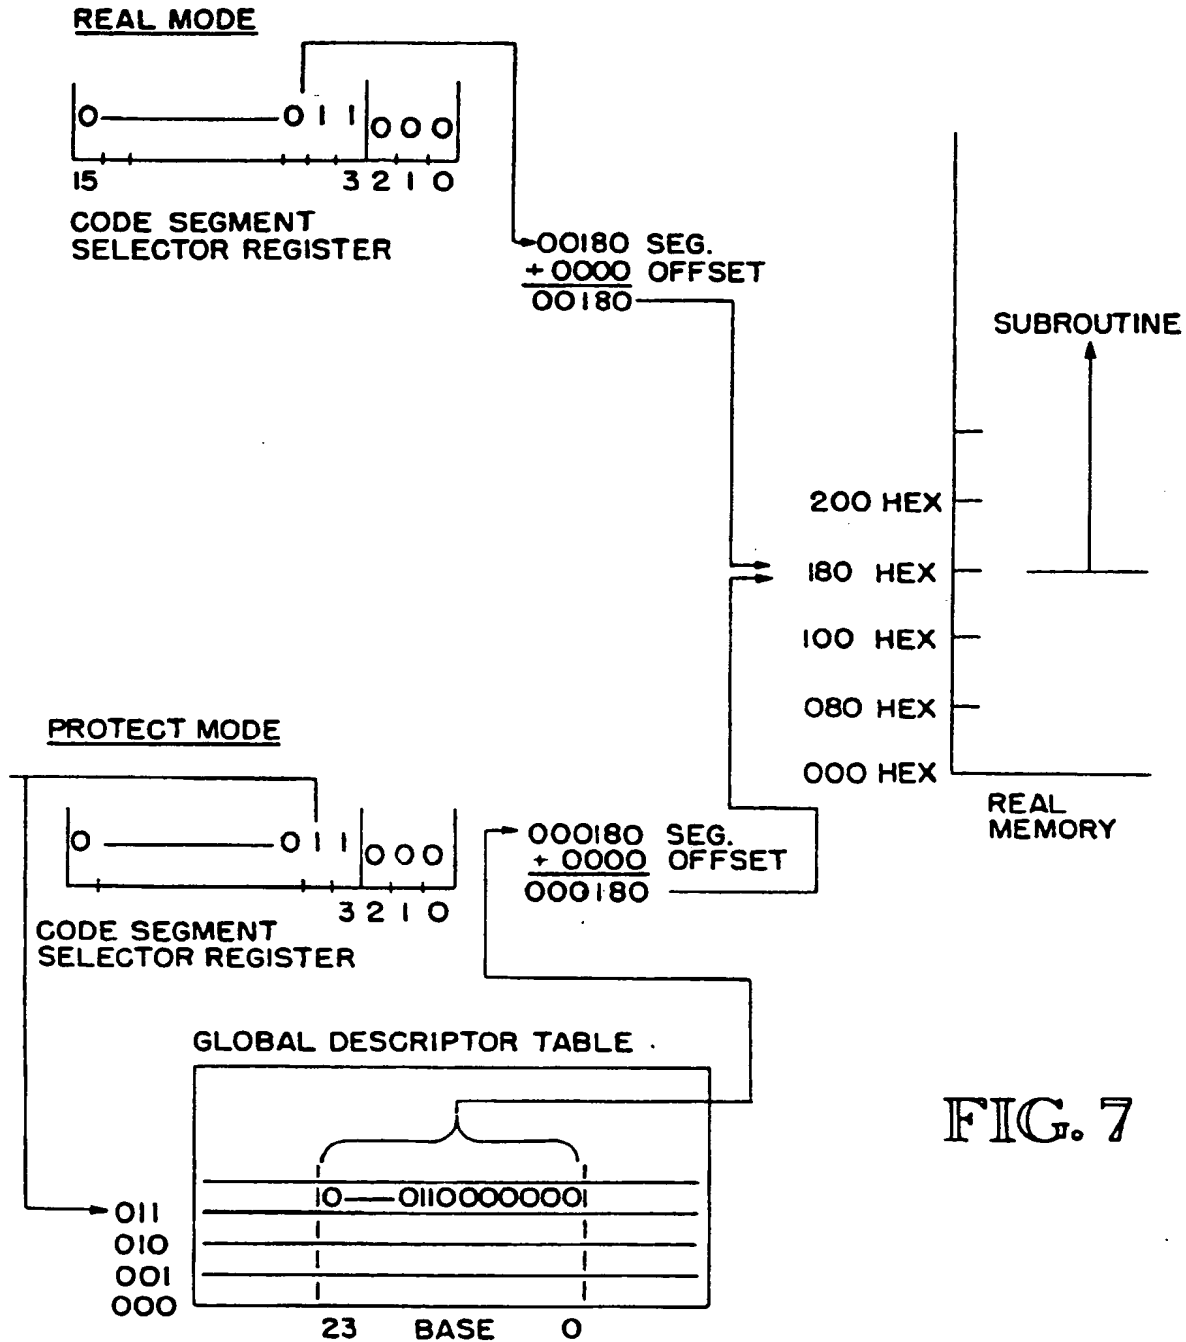 REAL MODE
0 0 1 1 0 0 0
15 3 2 1 0
CODE SEGMENT
SELECTOR REGISTER
00180 SEG.
+ 0000 OFFSET
00180
SUBROUTINE
200 HEX
180 HEX
100 HEX
080 HEX
000 HEX
REAL
MEMORY
PROTECT MODE
0 0 1 1 0 0 0
3 2 1 0
CODE SEGMENT
SELECTOR REGISTER
000180 SEG.
+ 0000 OFFSET
000180
GLOBAL DESCRIPTOR TABLE
0 0110000000
011
010
001
000
23 BASE 0
FIG. 7